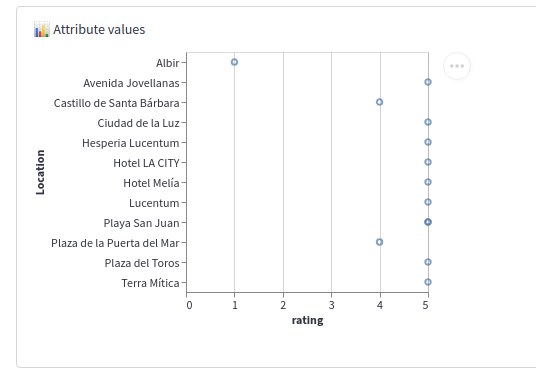 📊 Attribute values
Albir
Avenida Jovellanas
Castillo de Santa Bárbara
Ciudad de la Luz
Hesperia Lucentum
Hotel LA CITY
Hotel Melía
Lucentum
Playa San Juan
Plaza de la Puerta del Mar
Plaza del Toros
Terra Mítica
Location
0 1 2 3 4 5
rating